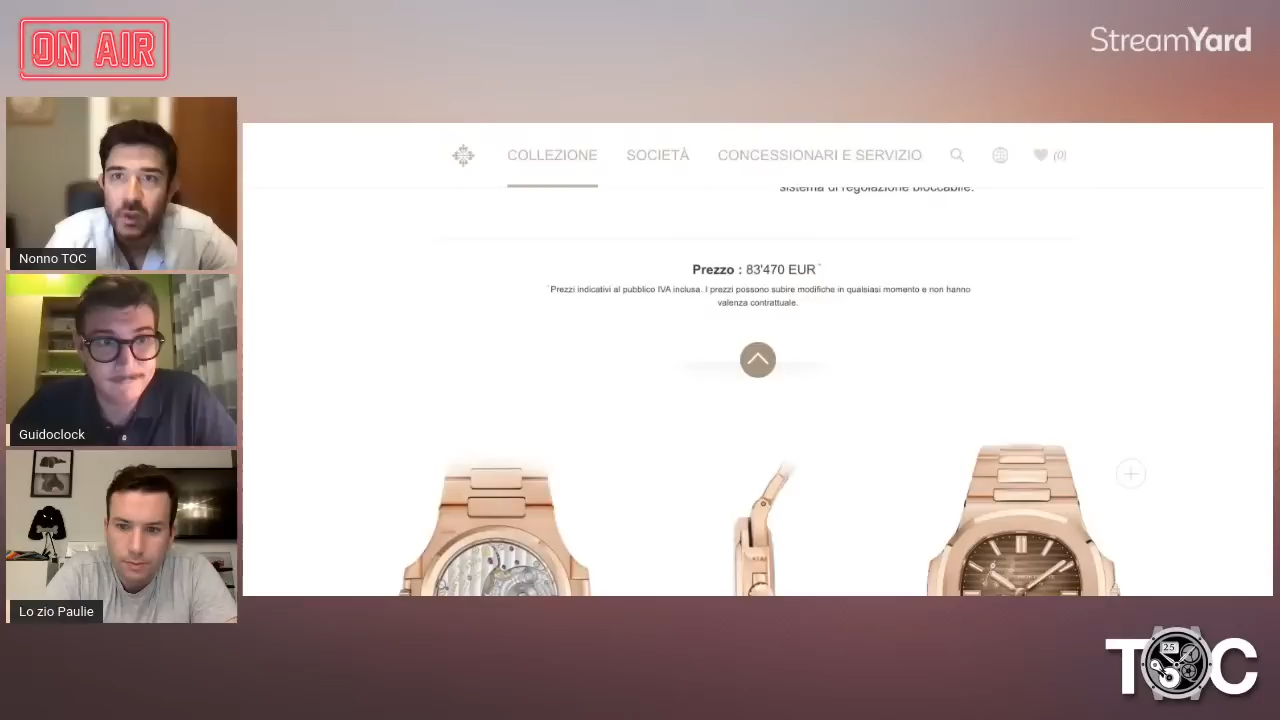 ON AIR
StreamYard
Nonno TOC
Guidoclock
Lo zio Paulie
COLLEZIONE SOCIETÀ CONCESSIONARI E SERVIZIO (0)
sistema di regolazione bloccabile.
Prezzo : 83'470 EUR*
*Prezzi indicativi al pubblico IVA inclusa. I prezzi possono subire modifiche in qualsiasi momento e non hanno
valenza contrattuale.
TOC
25